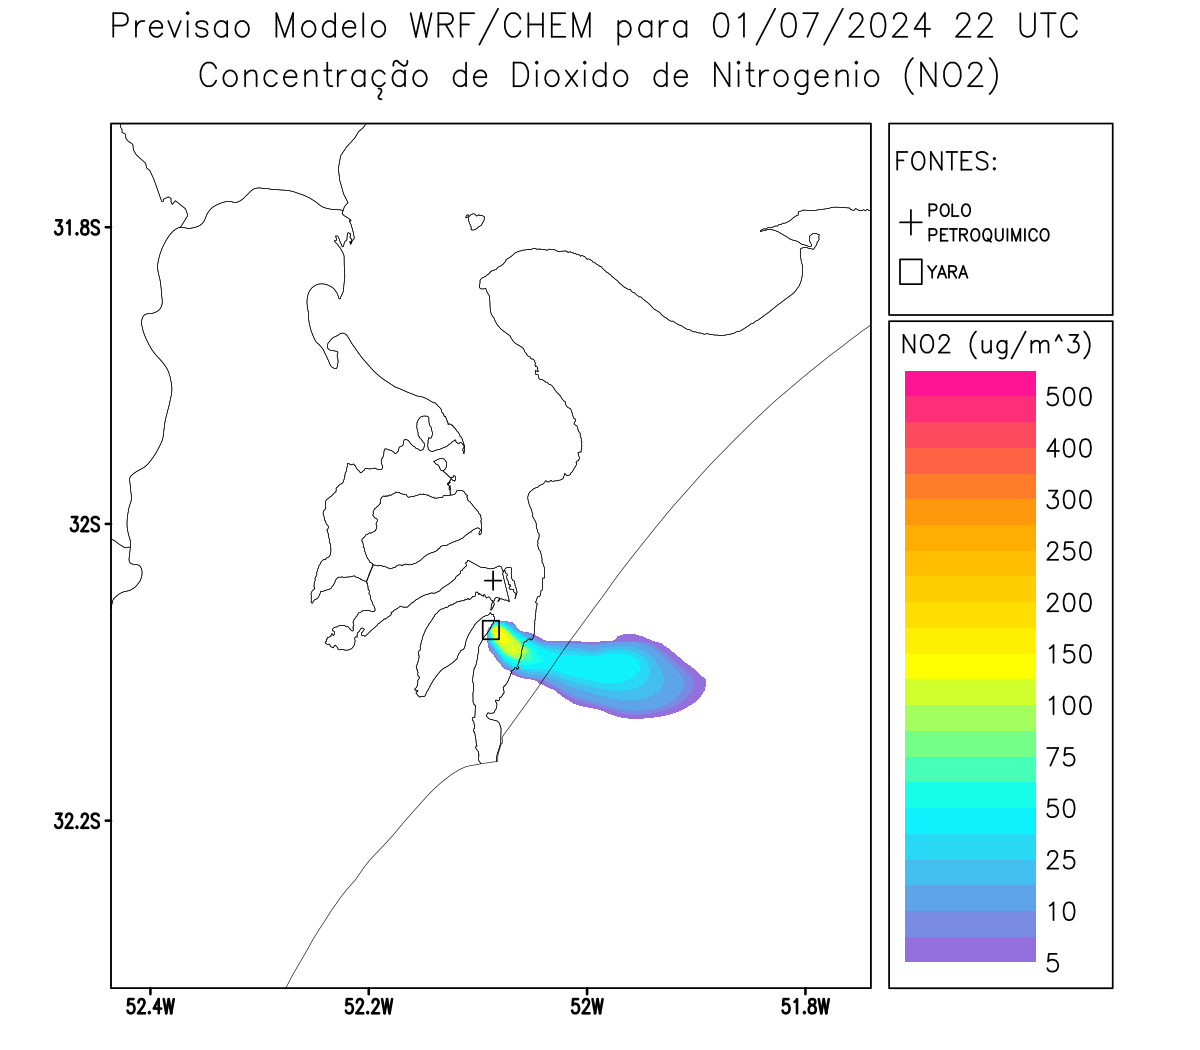 Previsao Modelo WRF/CHEM para 01/07/2024 22 UTC
Concentração de Dioxido de Nitrogenio (NO2)
FONTES:
POLO
PETROQUIMICO
YARA
NO2 (ug/m^3)
500
400
300
250
200
150
100
75
50
25
10
5
31.8S
32S
32.2S
52.4W
52.2W
52W
51.8W